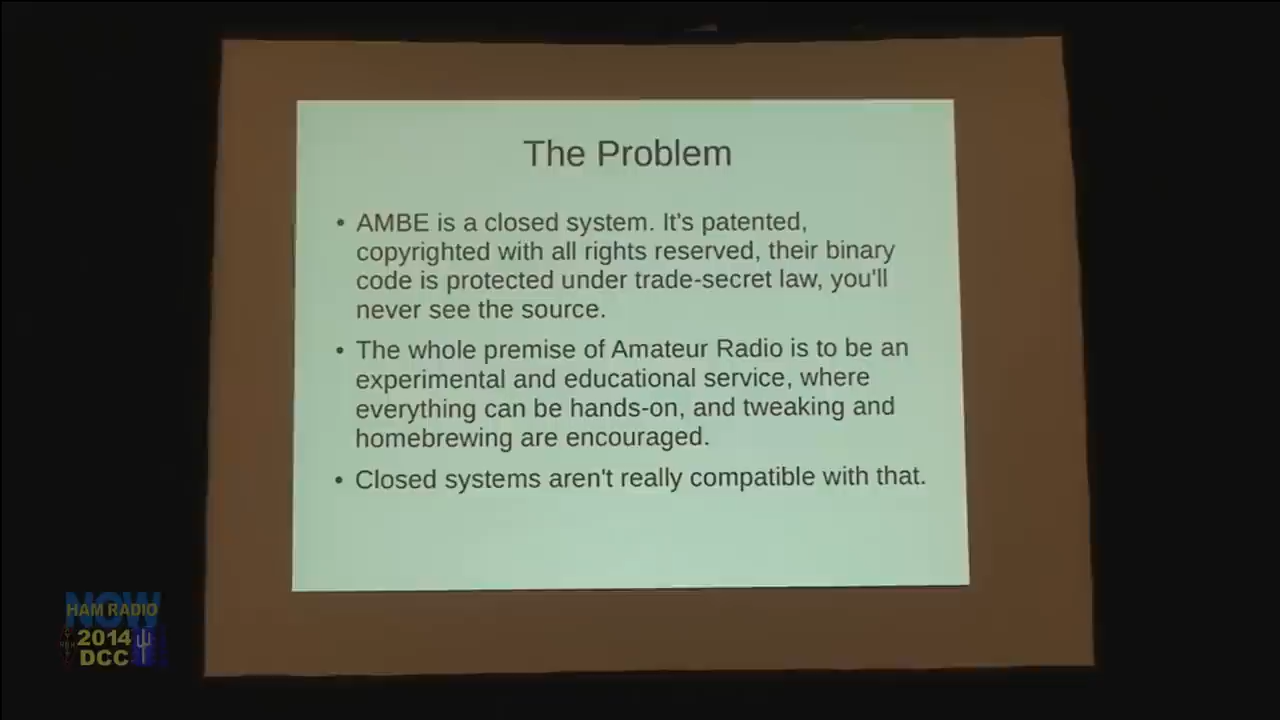 The Problem
• AMBE is a closed system. It's patented,
copyrighted with all rights reserved, their binary
code is protected under trade-secret law, you'll
never see the source.
• The whole premise of Amateur Radio is to be an
experimental and educational service, where
everything can be hands-on, and tweaking and
homebrewing are encouraged.
• Closed systems aren't really compatible with that.
NOW
HAM RADIO
2014
DCC